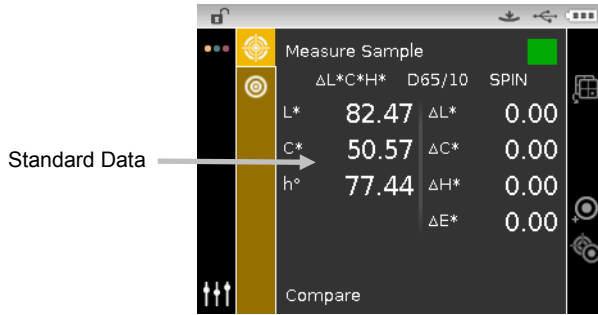 Measure Sample
ΔL*C*H* D65/10 SPIN
L* 82.47 ΔL* 0.00
C* 50.57 ΔC* 0.00
h° 77.44 ΔH* 0.00
ΔE* 0.00
Standard Data
Compare